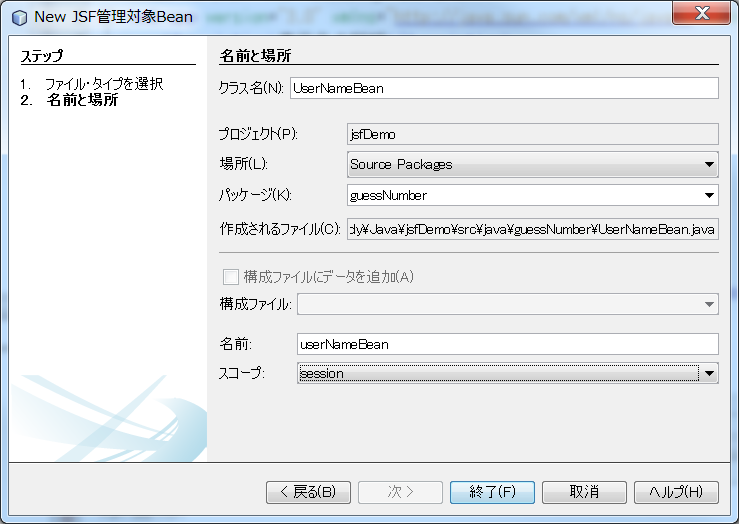 New JSF管理対象Bean
ステップ
1. ファイル・タイプを選択
2. 名前と場所
名前と場所
クラス名(N): UserNameBean
プロジェクト(P): jsfDemo
場所(L): Source Packages
パッケージ(K): guessNumber
作成されるファイル(C): dy¥Java¥jsfDemo¥src¥java¥guessNumber¥UserNameBean.java
構成ファイルにデータを追加(A)
構成ファイル:
名前: userNameBean
スコープ: session
< 戻る(B) 次 > 終了(F) 取消 ヘルプ(H)